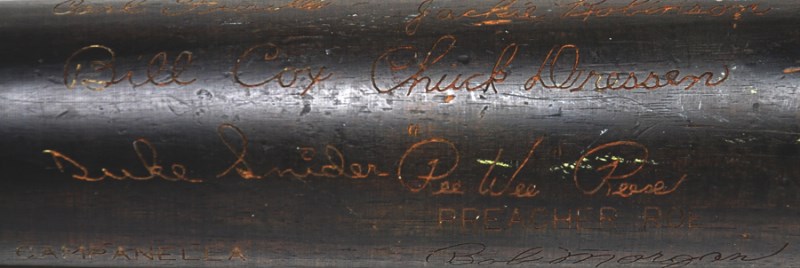 Jackie Robinson
Bill Cox Chuck Dressen
Duke Snider "Pee Wee" Reese
PREACHER ROE
CAMPANELLA Bob Morgan